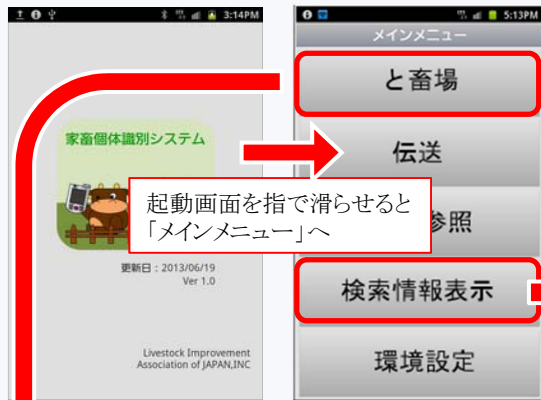 3:14PM
家畜個体識別システム
更新日：2013/06/19
Ver 1.0
Livestock Improvement
Association of JAPAN,INC
起動画面を指で滑らせると
「メインメニュー」へ
5:13PM
メインメニュー
と畜場
伝送
参照
検索情報表示
環境設定